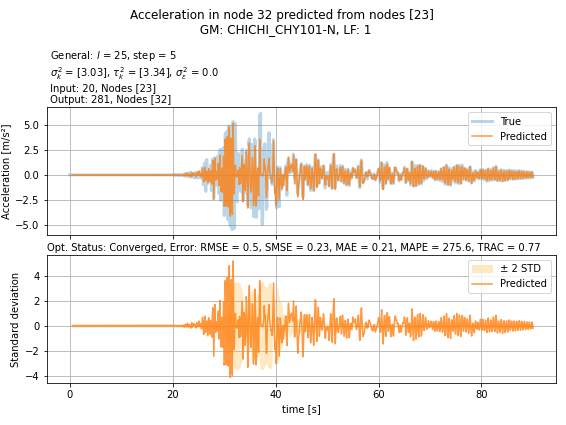 Acceleration in node 32 predicted from nodes [23]
GM: CHICHI_CHY101-N, LF: 1
General: l = 25, step = 5
σ²ₖ = [3.03], τ²ₖ = [3.34], σ²ε = 0.0
Input: 20, Nodes [23]
Output: 281, Nodes [32]
Acceleration [m/s²]
5.0
2.5
0.0
−2.5
−5.0
True
Predicted
Opt. Status: Converged, Error: RMSE = 0.5, SMSE = 0.23, MAE = 0.21, MAPE = 275.6, TRAC = 0.77
Standard deviation
4
2
0
−2
−4
± 2 STD
Predicted
0 20 40 60 80
time [s]